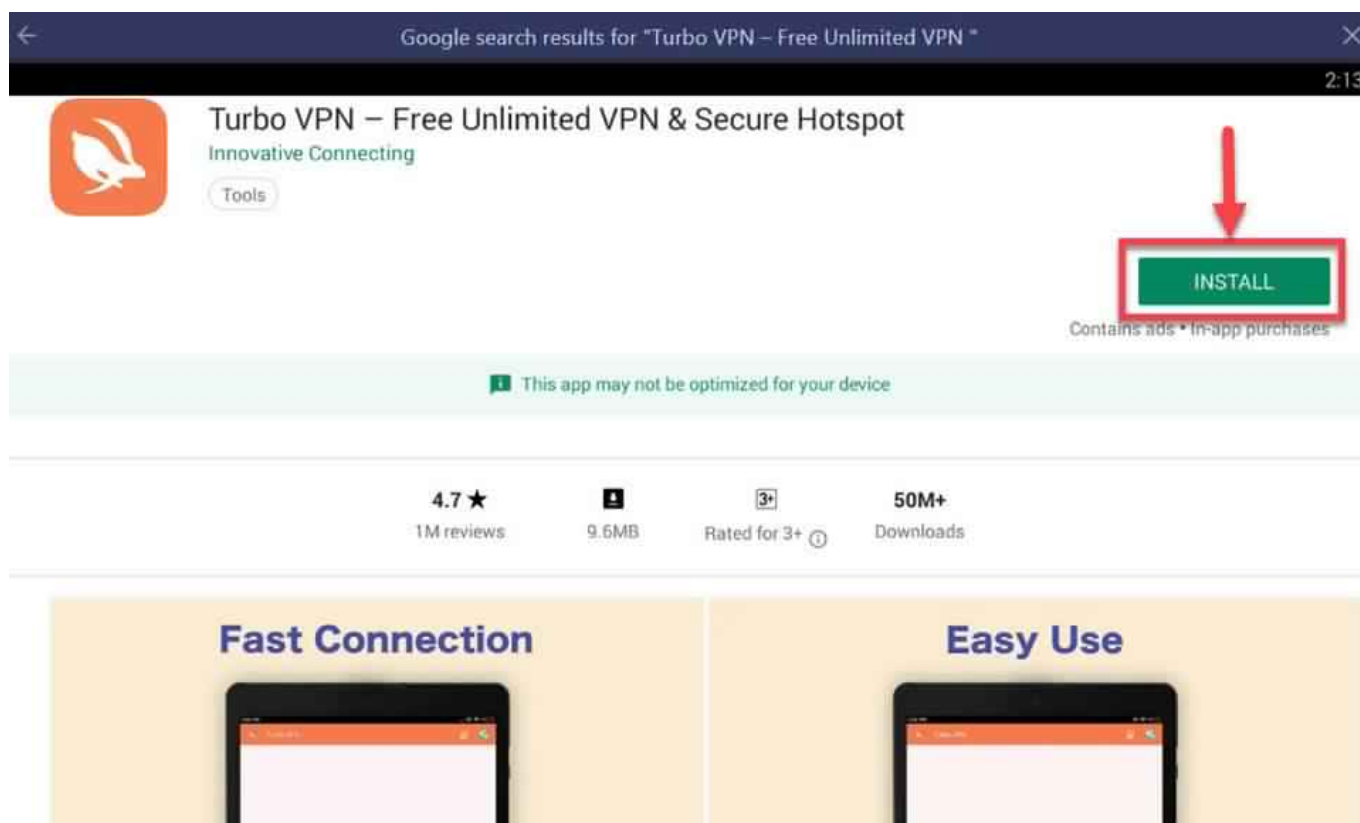 Google search results for "Turbo VPN – Free Unlimited VPN "
2:13
Turbo VPN – Free Unlimited VPN & Secure Hotspot
Innovative Connecting
Tools
INSTALL
Contains ads • In-app purchases
This app may not be optimized for your device
4.7 ★ 3+ 50M+
1M reviews 9.6MB Rated for 3+ Downloads
Fast Connection Easy Use